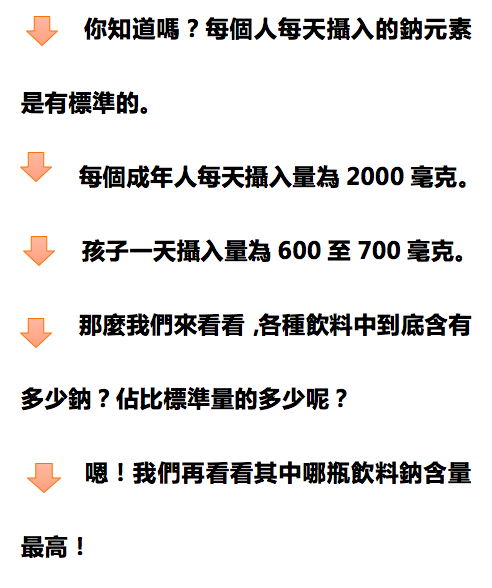 你知道嗎？每個人每天攝入的鈉元素
是有標準的。
每個成年人每天攝入量為 2000 毫克。
孩子一天攝入量為 600 至 700 毫克。
那麼我們來看看 ,各種飲料中到底含有
多少鈉？佔比標準量的多少呢？
嗯！我們再看看其中哪瓶飲料鈉含量
最高！